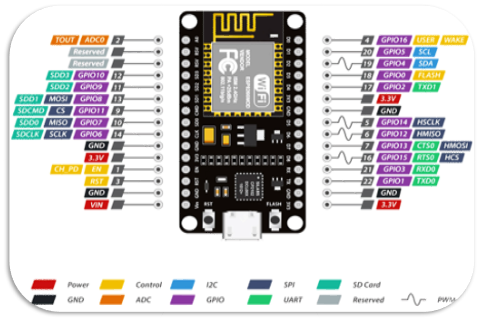 TOUT ADC0 2
Reserved
Reserved
SDD3 GPIO10 12
SDD2 GPIO9 11
SDD1 MOSI GPIO8 13
SDCMD CS GPIO11 9
SDD0 MISO GPIO7 10
SDCLK SCLK GPIO6 14
GND
3.3V
CH_PD EN 3
RST 1
GND
VIN
WiFi
FC
RST
FLASH
4 GPIO16 USER WAKE
20 GPIO5 SCL
19 GPIO4 SDA
18 GPIO0 FLASH
17 GPIO2 TXD1
3.3V
GND
5 GPIO14 HSCLK
6 GPIO12 HMISO
7 GPIO13 CTS0 HMOSI
16 GPIO15 RTS0 HCS
21 GPIO3 RXD0
22 GPIO1 TXD0
GND
3.3V
Power Control I2C SPI SD Card
GND ADC GPIO UART Reserved PWM